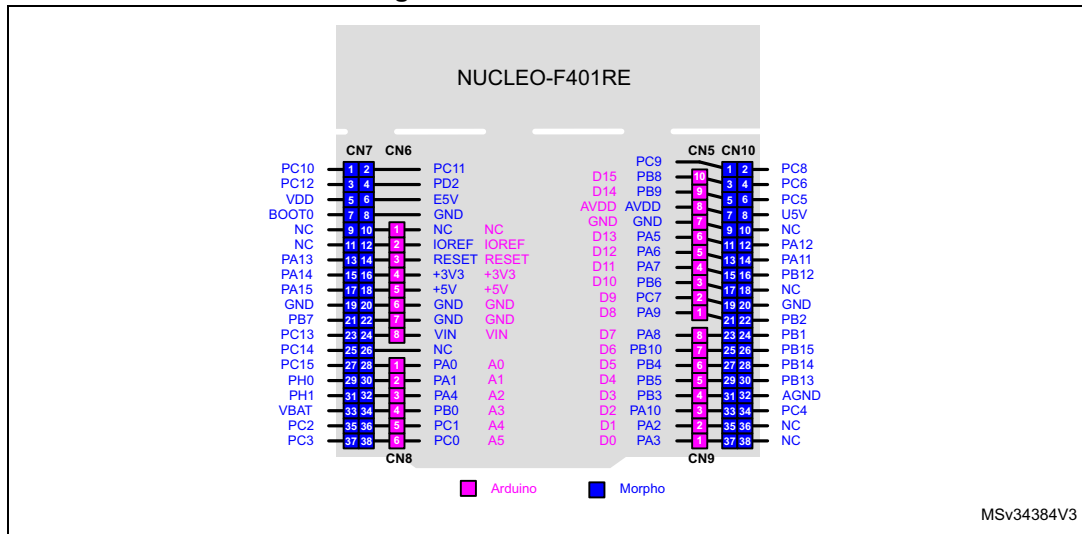 NUCLEO-F401RE
CN7 CN6 CN5 CN10
PC9
PC10 1 2 PC11 1 2 PC8
PC12 3 4 PD2 D15 PB8 10 3 4 PC6
VDD 5 6 E5V D14 PB9 9 5 6 PC5
BOOT0 7 8 GND AVDD AVDD 8 7 8 U5V
NC 9 10 1 NC NC GND GND 7 9 10 NC
NC 11 12 2 IOREF IOREF D13 PA5 6 11 12 PA12
PA13 13 14 3 RESET RESET D12 PA6 5 13 14 PA11
PA14 15 16 4 +3V3 +3V3 D11 PA7 4 15 16 PB12
PA15 17 18 5 +5V +5V D10 PB6 3 17 18 NC
GND 19 20 6 GND GND D9 PC7 2 19 20 GND
PB7 21 22 7 GND GND D8 PA9 1 21 22 PB2
PC13 23 24 8 VIN VIN D7 PA8 8 23 24 PB1
PC14 25 26 NC D6 PB10 7 25 26 PB15
PC15 27 28 1 PA0 A0 D5 PB4 6 27 28 PB14
PH0 29 30 2 PA1 A1 D4 PB5 5 29 30 PB13
PH1 31 32 3 PA4 A2 D3 PB3 4 31 32 AGND
VBAT 33 34 4 PB0 A3 D2 PA10 3 33 34 PC4
PC2 35 36 5 PC1 A4 D1 PA2 2 35 36 NC
PC3 37 38 6 PC0 A5 D0 PA3 1 37 38 NC
CN8 CN9
Arduino Morpho
MSv34384V3